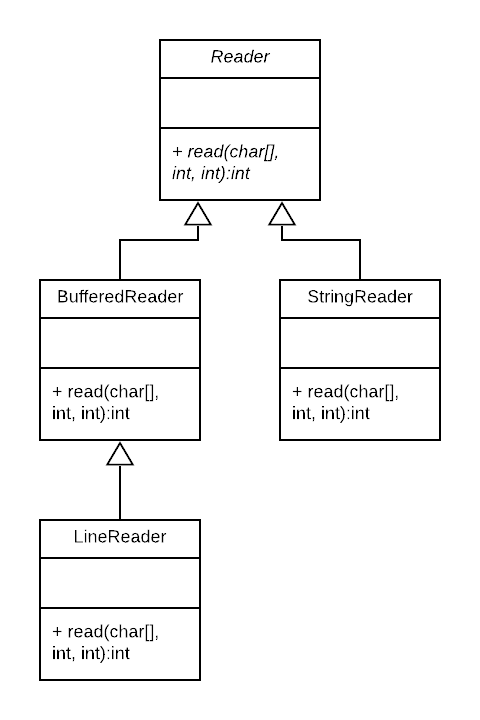 Reader
+ read(char[],
int, int):int
BufferedReader
+ read(char[],
int, int):int
StringReader
+ read(char[],
int, int):int
LineReader
+ read(char[],
int, int):int